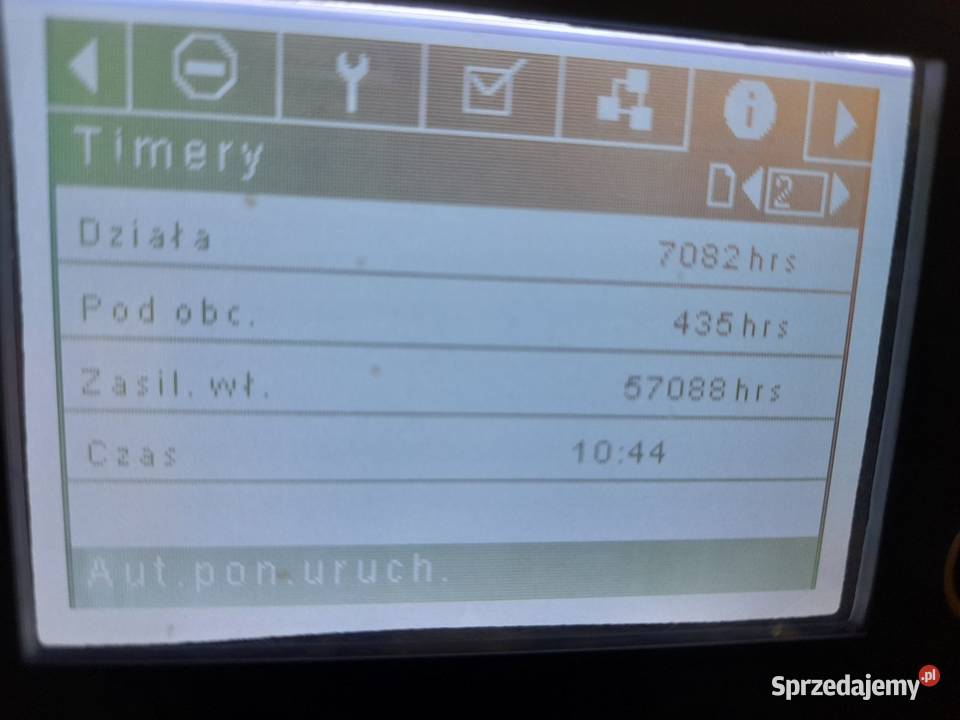 Timery
2
Działa 7082 hrs
Pod obc. 435 hrs
Zasil. wł. 57088 hrs
Czas 10:44
Aut.pon.uruch.
Sprzedajemy.pl